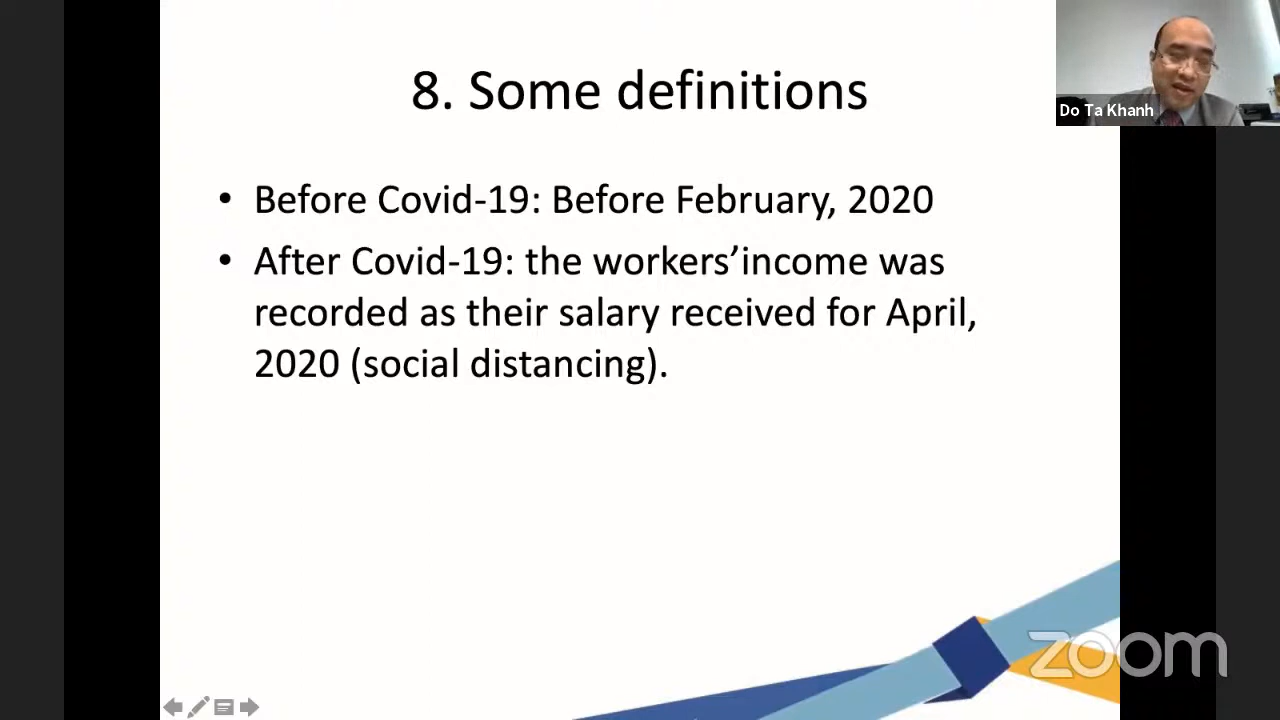 8. Some definitions
Do Ta Khanh
• Before Covid-19: Before February, 2020
• After Covid-19: the workers’income was
recorded as their salary received for April,
2020 (social distancing).
zoom